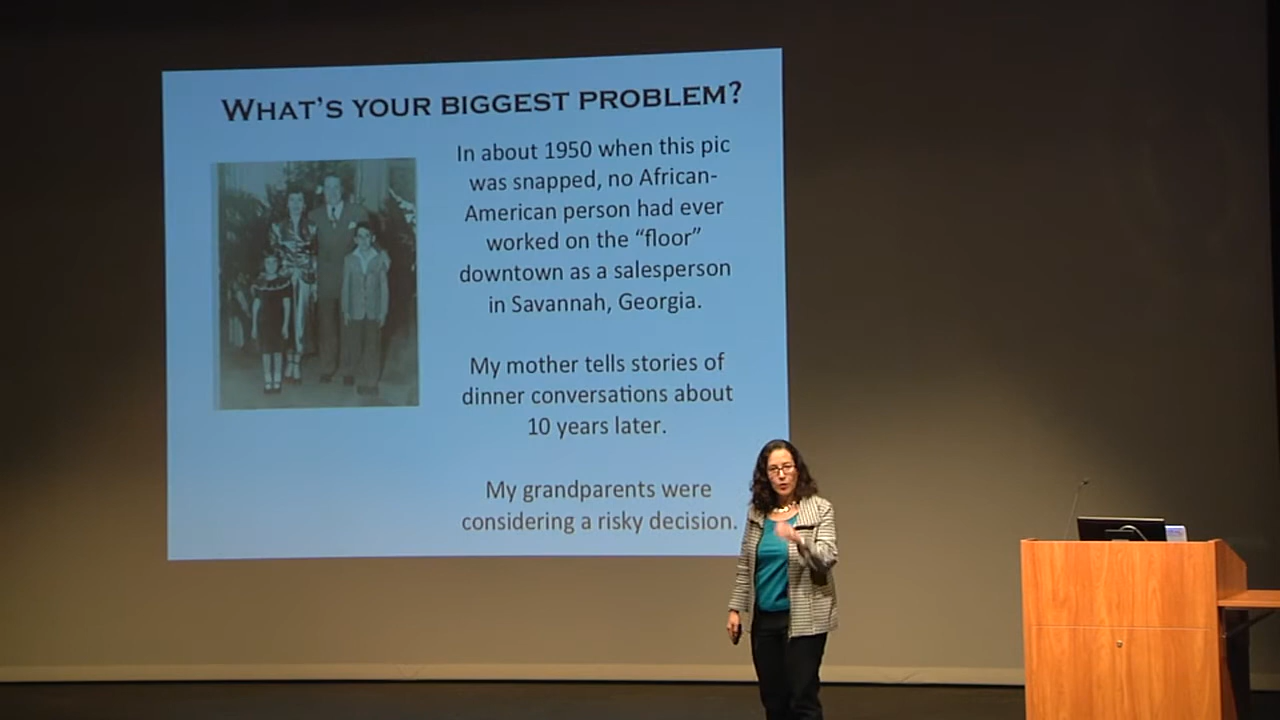 WHAT'S YOUR BIGGEST PROBLEM?
In about 1950 when this pic
was snapped, no African-
American person had ever
worked on the “floor”
downtown as a salesperson
in Savannah, Georgia.
My mother tells stories of
dinner conversations about
10 years later.
My grandparents were
considering a risky decision.